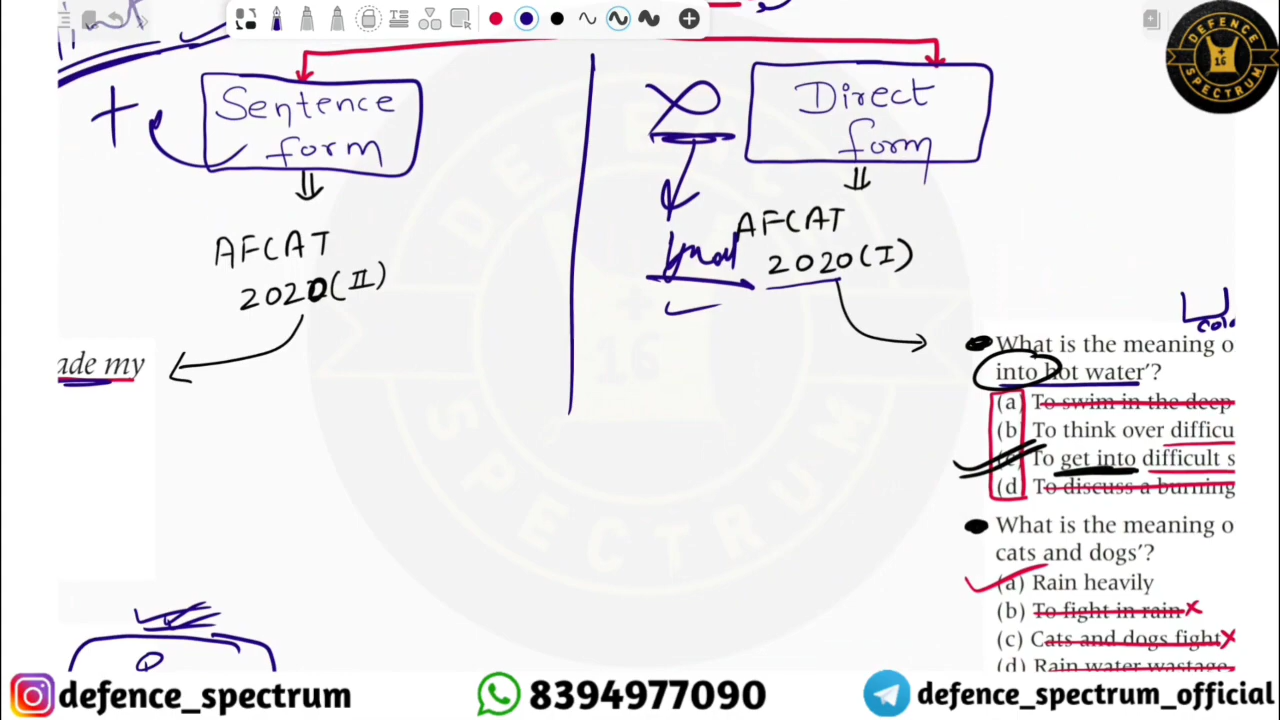 DEFENCE
+
16
SPECTRUM
+
Sentence
form
Direct
form
AFCAT
2020(II)
AFCAT
2020(I)
ade my
What is the meaning o
into hot water'?
(a) To swim in the deep
(b) To think over difficu
(c) To get into difficult s
(d) To discuss a burning
What is the meaning o
cats and dogs'?
(a) Rain heavily
(b) To fight in rain
(c) Cats and dogs fight
(d) Rain water wastage
defence_spectrum
8394977090
defence_spectrum_official